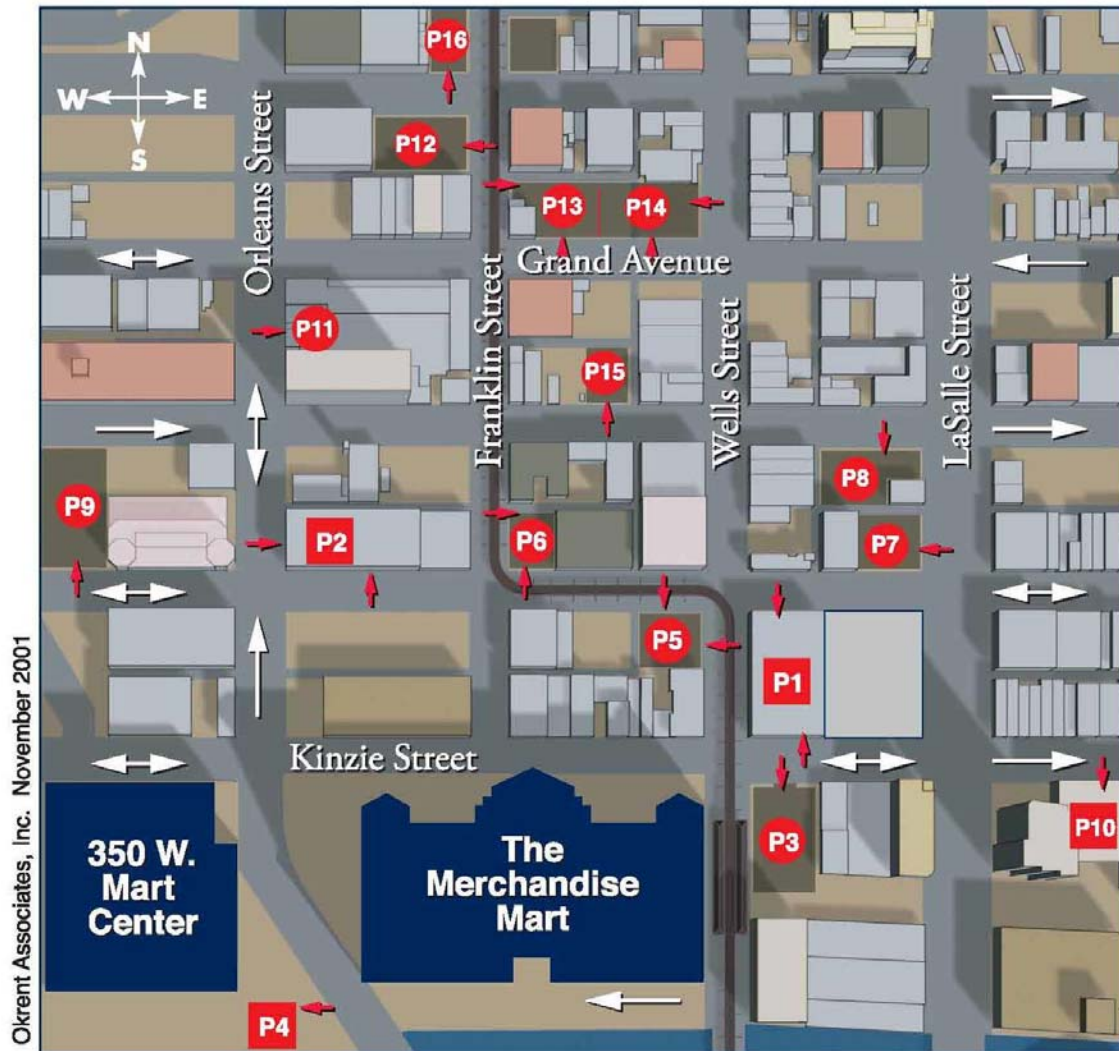 N
W E
S
P16
P12
P13
P14
Orleans Street
Grand Avenue
Franklin Street
P11
P15
Wells Street
LaSalle Street
P9
P2
P6
P8
P7
P5
P1
Kinzie Street
350 W.
Mart
Center
The
Merchandise
Mart
P3
P10
P4
Okrent Associates, Inc. November 2001